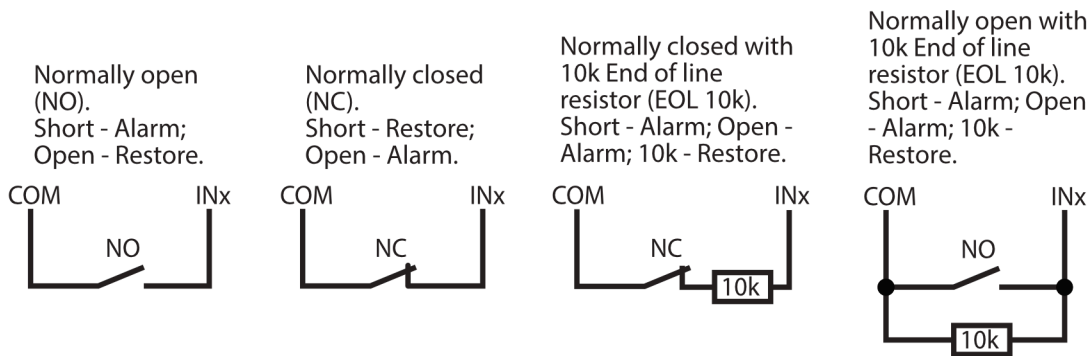 Normally open
(NO).
Short - Alarm;
Open - Restore.
COM
INx
NO
Normally closed
(NC).
Short - Restore;
Open - Alarm.
COM
INx
NC
Normally closed with
10k End of line
resistor (EOL 10k).
Short - Alarm; Open -
Alarm; 10k - Restore.
COM
INx
NC
10k
Normally open with
10k End of line
resistor (EOL 10k).
Short - Alarm; Open
- Alarm; 10k -
Restore.
COM
INx
NO
10k